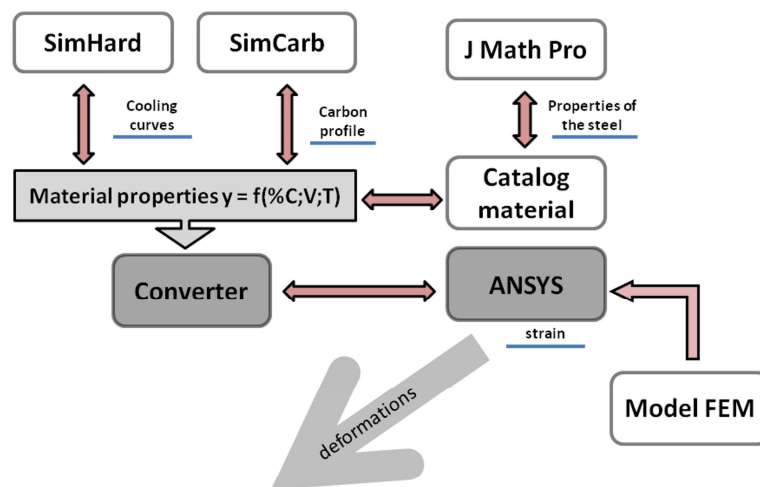 SimHard
SimCarb
J Math Pro
Cooling
curves
Carbon
profile
Properties of
the steel
Material properties y = f(%C;V;T)
Catalog
material
Converter
ANSYS
strain
deformations
Model FEM